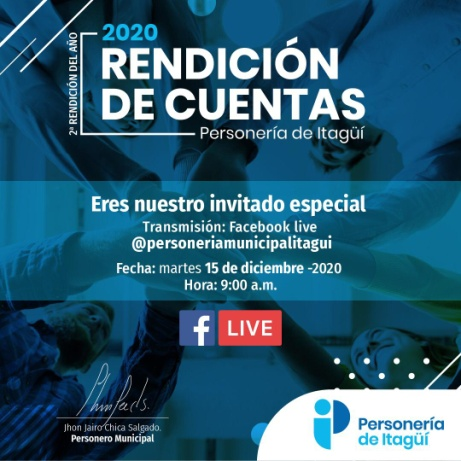 2ª RENDICIÓN DEL AÑO
2020
RENDICIÓN
DE CUENTAS
Personería de Itagüí
Eres nuestro invitado especial
Transmisión: Facebook live
@personeriamunicipalitagui
Fecha: martes 15 de diciembre -2020
Hora: 9:00 a.m.
f LIVE
Jhon Jairo Chica Salgado.
Personero Municipal
Personería
de Itagüí